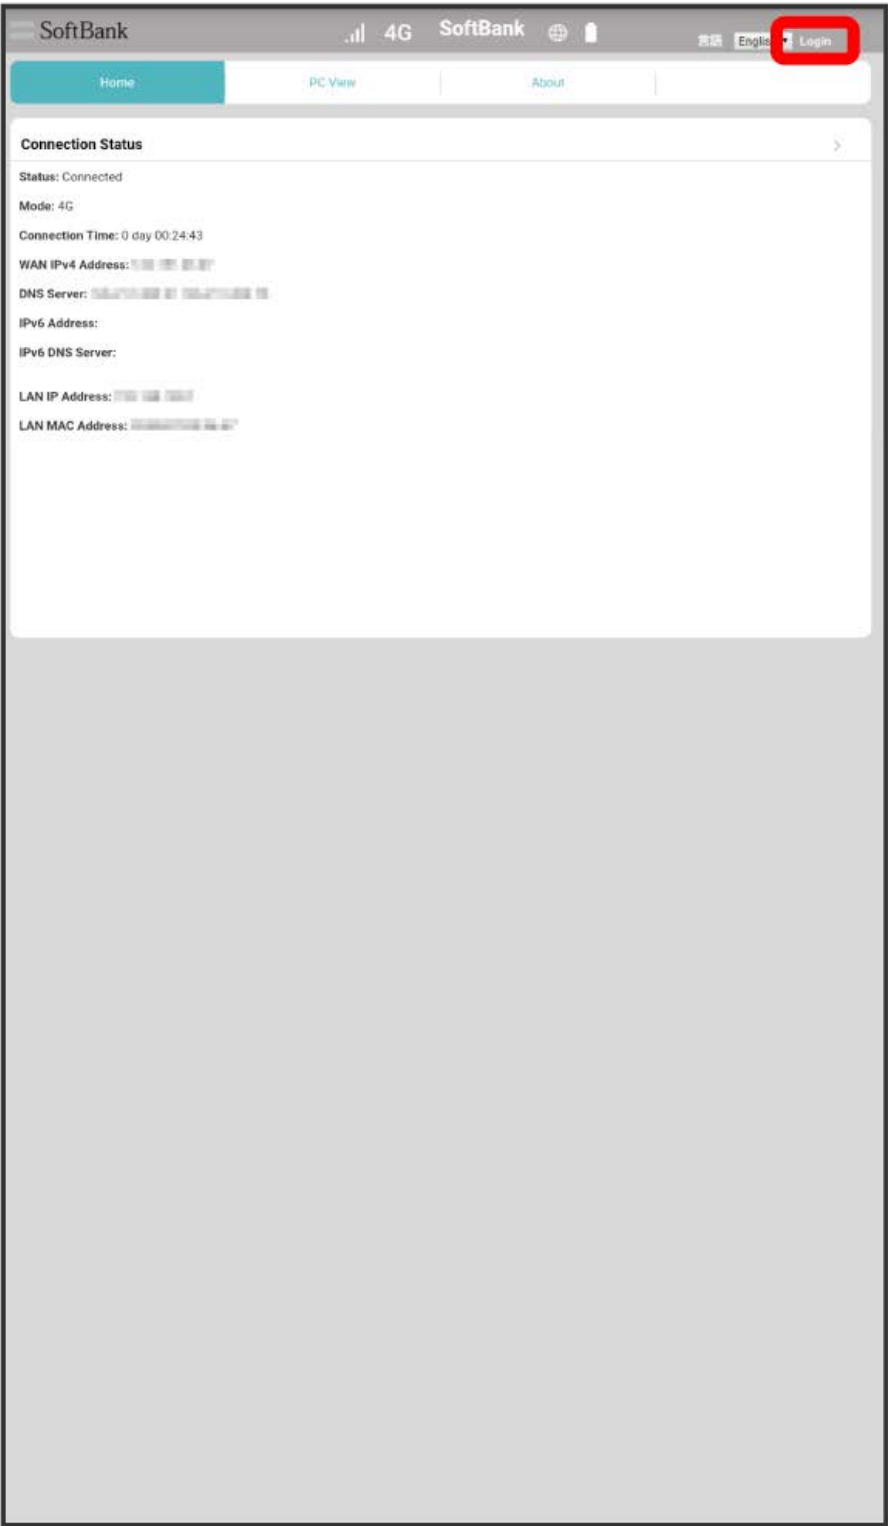 SoftBank 4G SoftBank 言語 English Login
Home PC View About
Connection Status
Status: Connected
Mode: 4G
Connection Time: 0 day 00:24:43
WAN IPv4 Address:
DNS Server:
IPv6 Address:
IPv6 DNS Server:
LAN IP Address:
LAN MAC Address: